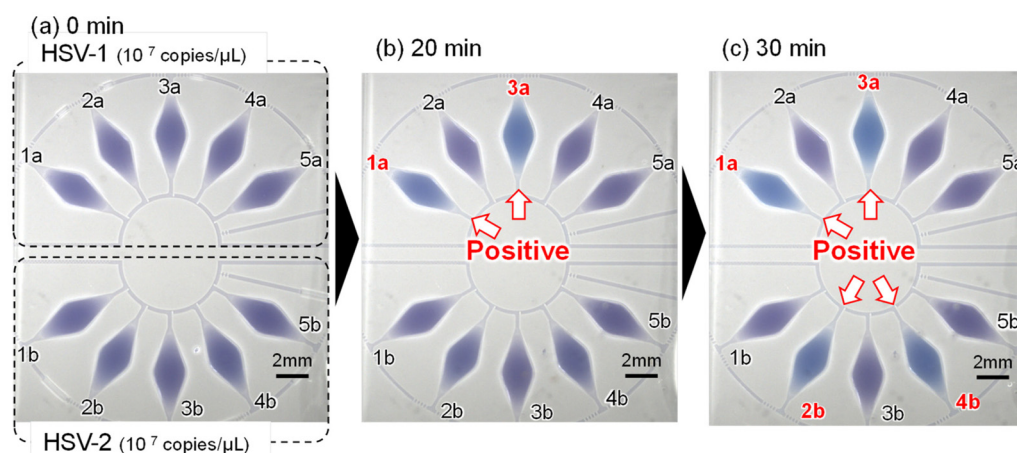 (a) 0 min
HSV-1 (10 ⁷ copies/µL)
1a
2a
3a
4a
5a
1b
2b
3b
4b
5b
2mm
HSV-2 (10 ⁷ copies/µL)
(b) 20 min
1a
2a
3a
4a
5a
Positive
1b
2b
3b
4b
5b
2mm
(c) 30 min
1a
2a
3a
4a
5a
Positive
1b
2b
3b
4b
5b
2mm